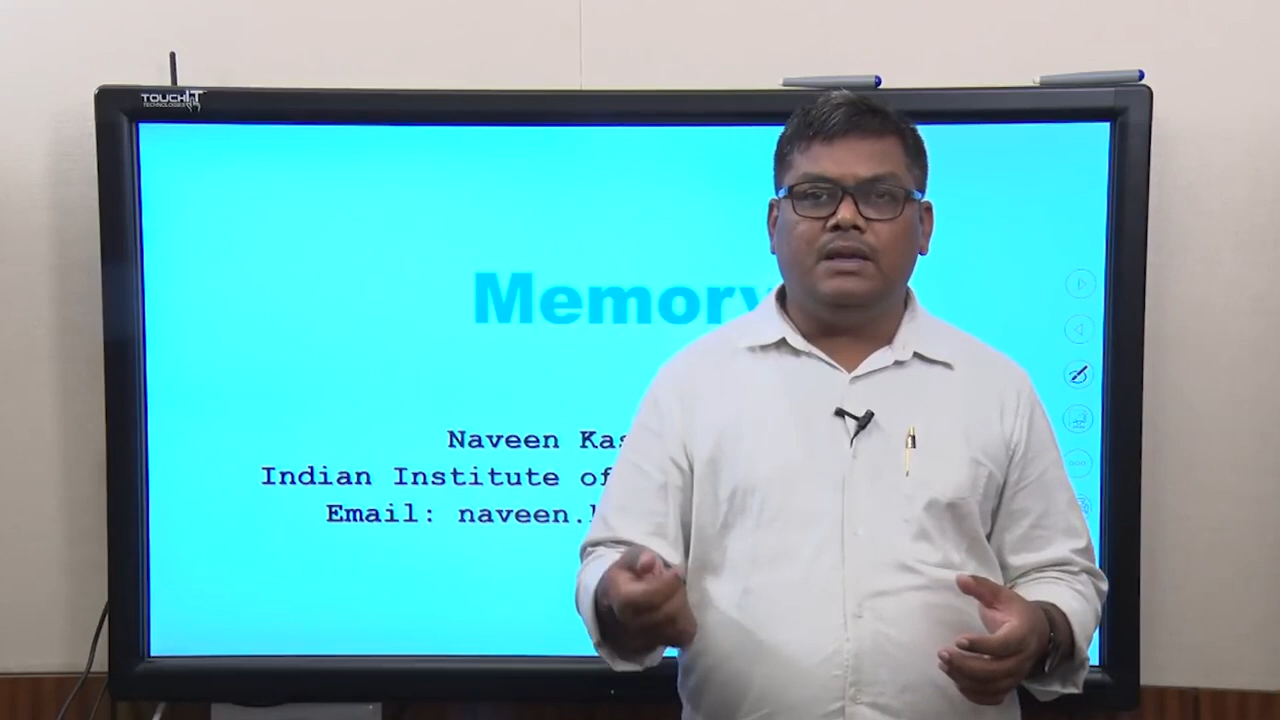 TOUCHIT
TECHNOLOGIES
Memory
Naveen Kas
Indian Institute of
Email: naveen.